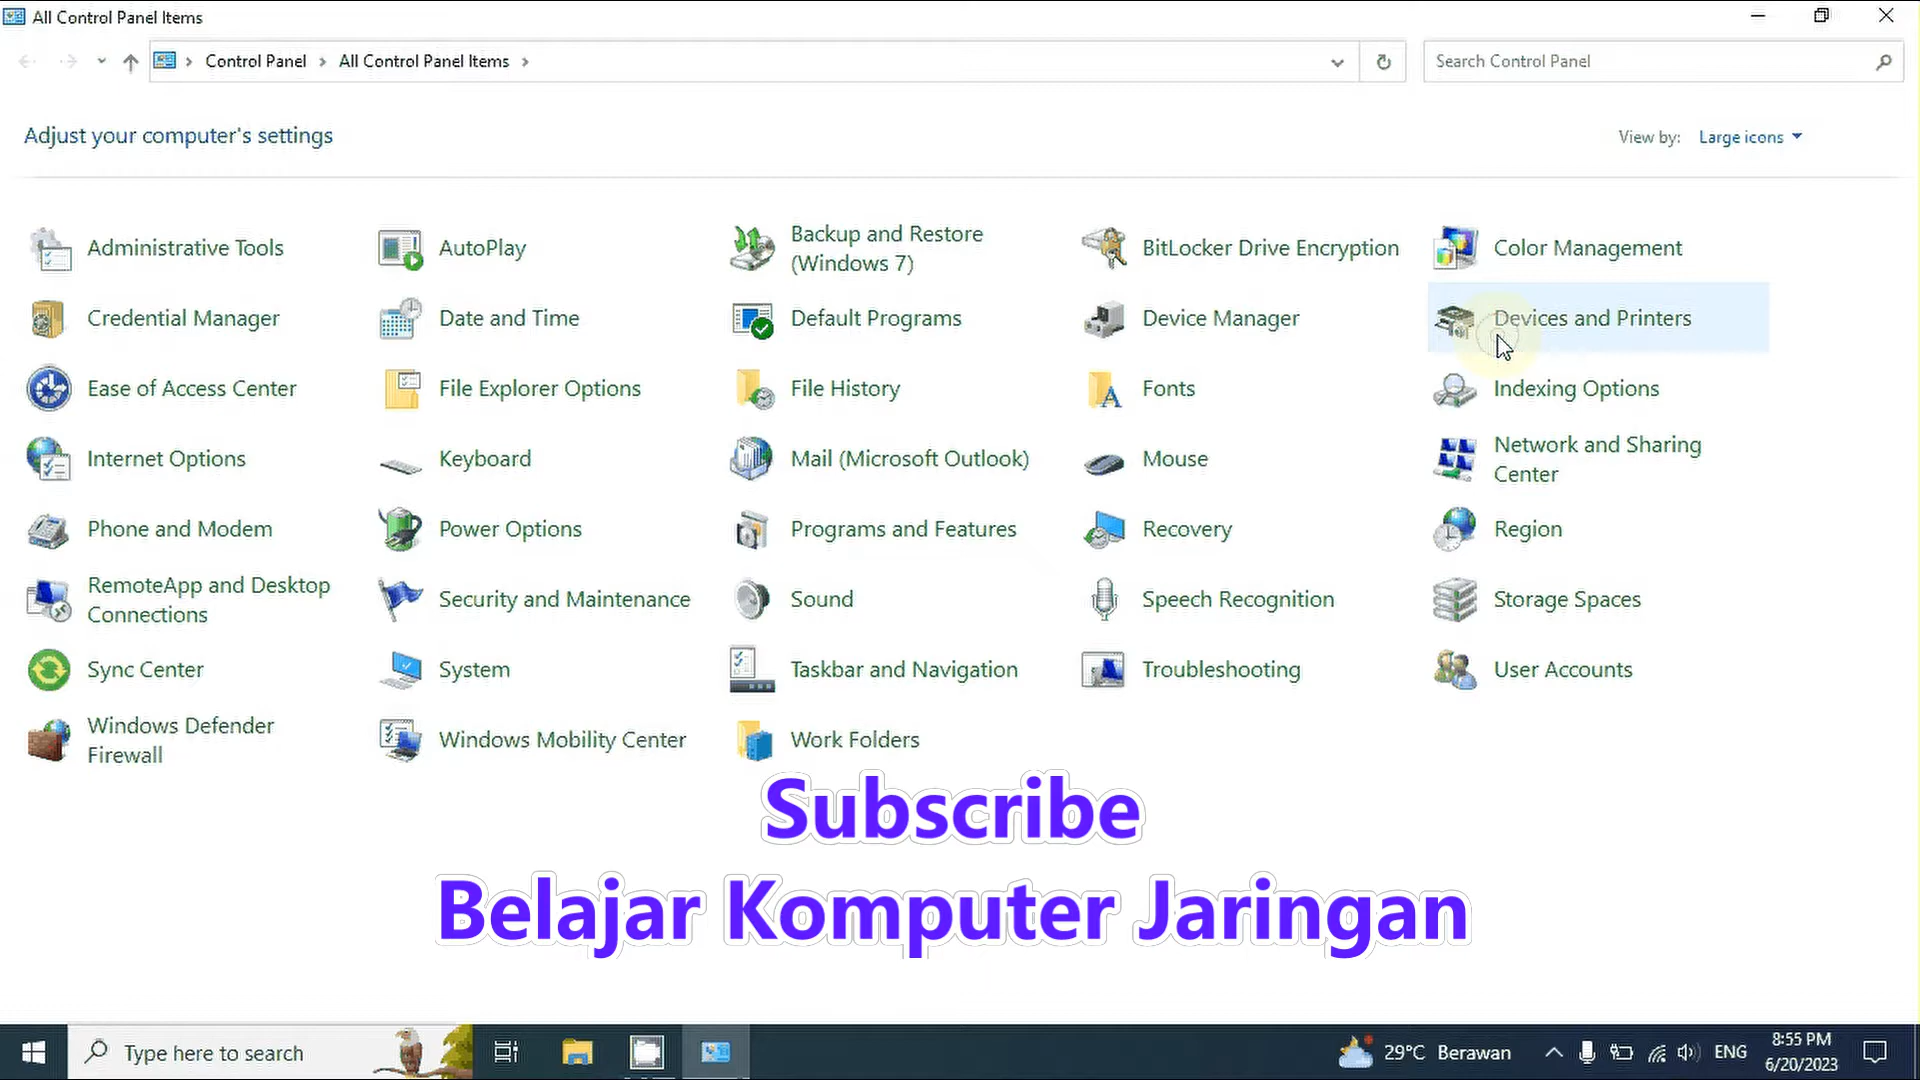 All Control Panel Items
Control Panel
All Control Panel Items
Search Control Panel
Adjust your computer's settings
View by:
Large icons
Administrative Tools
AutoPlay
Backup and Restore
(Windows 7)
BitLocker Drive Encryption
Color Management
Credential Manager
Date and Time
Default Programs
Device Manager
Devices and Printers
Ease of Access Center
File Explorer Options
File History
Fonts
Indexing Options
Internet Options
Keyboard
Mail (Microsoft Outlook)
Mouse
Network and Sharing
Center
Phone and Modem
Power Options
Programs and Features
Recovery
Region
RemoteApp and Desktop
Connections
Security and Maintenance
Sound
Speech Recognition
Storage Spaces
Sync Center
System
Taskbar and Navigation
Troubleshooting
User Accounts
Windows Defender
Firewall
Windows Mobility Center
Work Folders
Subscribe
Belajar Komputer Jaringan
Type here to search
29°C Berawan
ENG
8:55 PM
6/20/2023